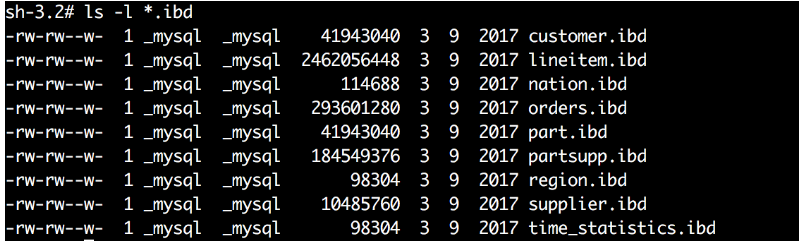 sh-3.2# ls -l *.ibd
-rw-rw--w- 1 _mysql _mysql 41943040 3 9 2017 customer.ibd
-rw-rw--w- 1 _mysql _mysql 2462056448 3 9 2017 lineitem.ibd
-rw-rw--w- 1 _mysql _mysql 114688 3 9 2017 nation.ibd
-rw-rw--w- 1 _mysql _mysql 293601280 3 9 2017 orders.ibd
-rw-rw--w- 1 _mysql _mysql 41943040 3 9 2017 part.ibd
-rw-rw--w- 1 _mysql _mysql 184549376 3 9 2017 partsupp.ibd
-rw-rw--w- 1 _mysql _mysql 98304 3 9 2017 region.ibd
-rw-rw--w- 1 _mysql _mysql 10485760 3 9 2017 supplier.ibd
-rw-rw--w- 1 _mysql _mysql 98304 3 9 2017 time_statistics.ibd